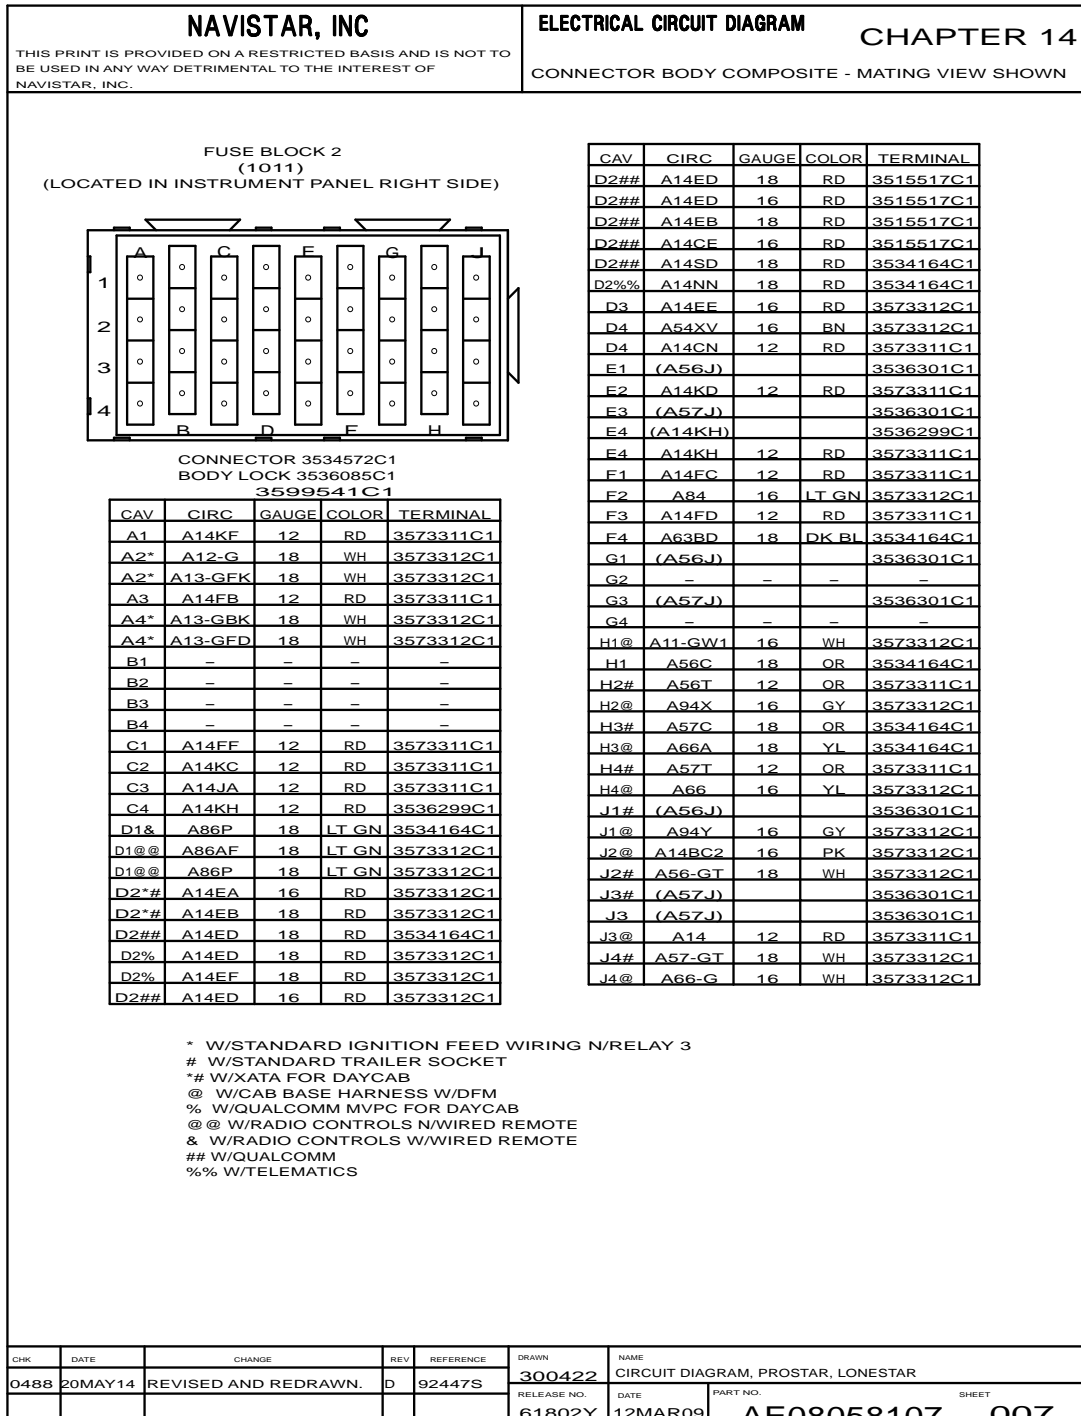 NAVISTAR, INC
THIS PRINT IS PROVIDED ON A RESTRICTED BASIS AND IS NOT TO
BE USED IN ANY WAY DETRIMENTAL TO THE INTEREST OF
NAVISTAR, INC.
ELECTRICAL CIRCUIT DIAGRAM
CHAPTER 14
CONNECTOR BODY COMPOSITE - MATING VIEW SHOWN
FUSE BLOCK 2
(1011)
(LOCATED IN INSTRUMENT PANEL RIGHT SIDE)
A C E G J
1
2
3
4
B D F H
CONNECTOR 3534572C1
BODY LOCK 3536085C1
3599541C1
CAV CIRC GAUGE COLOR TERMINAL
A1 A14KF 12 RD 3573311C1
A2* A12-G 18 WH 3573312C1
A2* A13-GFK 18 WH 3573312C1
A3 A14FB 12 RD 3573311C1
A4* A13-GBK 18 WH 3573312C1
A4* A13-GFD 18 WH 3573312C1
B1 – – – –
B2 – – – –
B3 – – – –
B4 – – – –
C1 A14FF 12 RD 3573311C1
C2 A14KC 12 RD 3573311C1
C3 A14JA 12 RD 3573311C1
C4 A14KH 12 RD 3536299C1
D1& A86P 18 LT GN 3534164C1
D1@@ A86AF 18 LT GN 3573312C1
D1@@ A86P 18 LT GN 3573312C1
D2*# A14EA 16 RD 3573312C1
D2*# A14EB 18 RD 3573312C1
D2## A14ED 18 RD 3534164C1
D2% A14ED 18 RD 3573312C1
D2% A14EF 18 RD 3573312C1
D2## A14ED 16 RD 3573312C1
CAV CIRC GAUGE COLOR TERMINAL
D2## A14ED 18 RD 3515517C1
D2## A14ED 16 RD 3515517C1
D2## A14EB 18 RD 3515517C1
D2## A14CE 16 RD 3515517C1
D2## A14SD 18 RD 3534164C1
D2%% A14NN 18 RD 3534164C1
D3 A14EE 16 RD 3573312C1
D4 A54XV 16 BN 3573312C1
D4 A14CN 12 RD 3573311C1
E1 (A56J) 3536301C1
E2 A14KD 12 RD 3573311C1
E3 (A57J) 3536301C1
E4 (A14KH) 3536299C1
E4 A14KH 12 RD 3573311C1
F1 A14FC 12 RD 3573311C1
F2 A84 16 LT GN 3573312C1
F3 A14FD 12 RD 3573311C1
F4 A63BD 18 DK BL 3534164C1
G1 (A56J) 3536301C1
G2 – – – –
G3 (A57J) 3536301C1
G4 – – – –
H1@ A11-GW1 16 WH 3573312C1
H1 A56C 18 OR 3534164C1
H2# A56T 12 OR 3573311C1
H2@ A94X 16 GY 3573312C1
H3# A57C 18 OR 3534164C1
H3@ A66A 18 YL 3534164C1
H4# A57T 12 OR 3573311C1
H4@ A66 16 YL 3573312C1
J1# (A56J) 3536301C1
J1@ A94Y 16 GY 3573312C1
J2@ A14BC2 16 PK 3573312C1
J2# A56-GT 18 WH 3573312C1
J3# (A57J) 3536301C1
J3 (A57J) 3536301C1
J3@ A14 12 RD 3573311C1
J4# A57-GT 18 WH 3573312C1
J4@ A66-G 16 WH 3573312C1
* W/STANDARD IGNITION FEED WIRING N/RELAY 3
# W/STANDARD TRAILER SOCKET
*# W/XATA FOR DAYCAB
@ W/CAB BASE HARNESS W/DFM
% W/QUALCOMM MVPC FOR DAYCAB
@@ W/RADIO CONTROLS N/WIRED REMOTE
& W/RADIO CONTROLS W/WIRED REMOTE
## W/QUALCOMM
%% W/TELEMATICS
CHK DATE CHANGE REV REFERENCE
0488 20MAY14 REVISED AND REDRAWN. D 92447S
DRAWN NAME
300422 CIRCUIT DIAGRAM, PROSTAR, LONESTAR
RELEASE NO. DATE PART NO. SHEET
61802Y 12MAR09 AE08058107 007